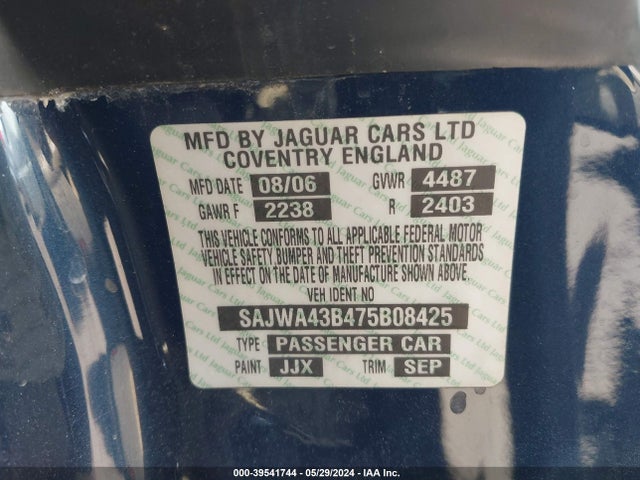 MFD BY JAGUAR CARS LTD
COVENTRY ENGLAND
MFD DATE 08/06 GVWR 4487
GAWR F 2238 R 2403
THIS VEHICLE CONFORMS TO ALL APPLICABLE FEDERAL MOTOR
VEHICLE SAFETY BUMPER AND THEFT PREVENTION STANDARDS
IN EFFECT ON THE DATE OF MANUFACTURE SHOWN ABOVE.
VEH IDENT NO
SAJWA43B475B08425
TYPE PASSENGER CAR
PAINT JJX TRIM SEP
000-39541744 - 05/29/2024 - IAA Inc.